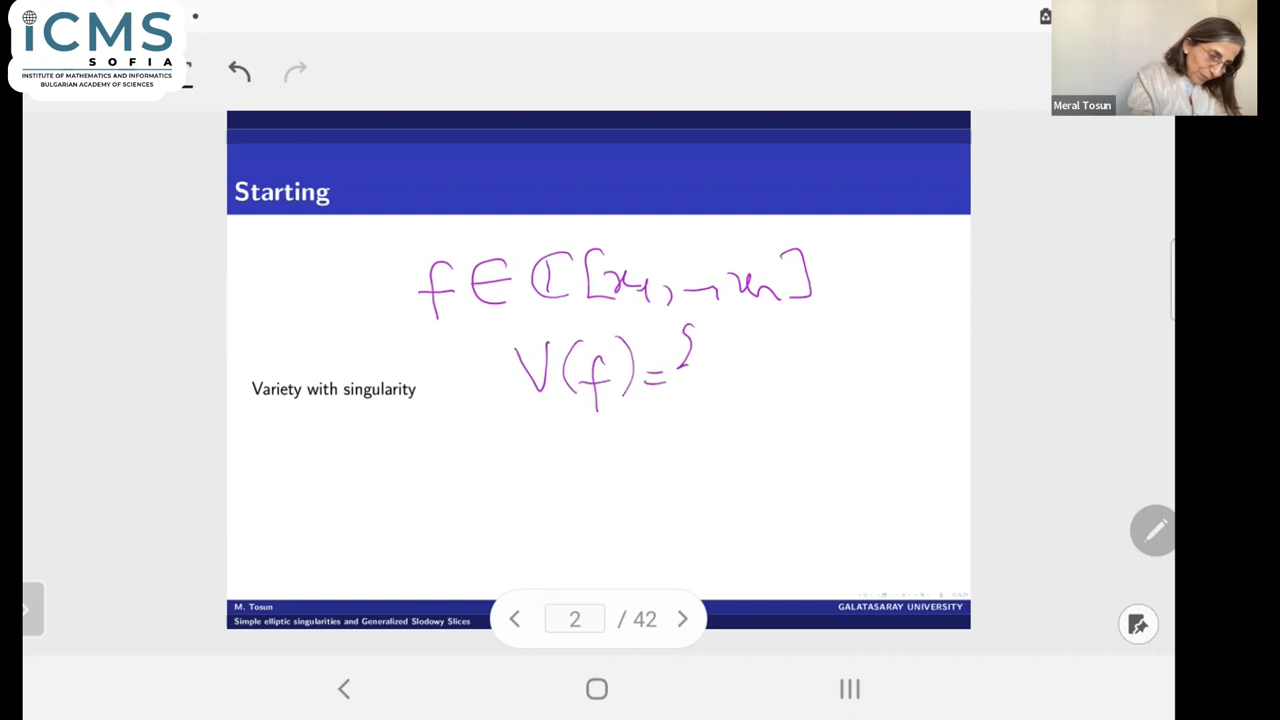 iCMS
SOFIA
INSTITUTE OF MATHEMATICS AND INFORMATICS
BULGARIAN ACADEMY OF SCIENCES
Meral Tosun
Starting
f ∈ ℂ[x1, – , xn]
V(f) = {
Variety with singularity
M. Tosun
GALATASARAY UNIVERSITY
Simple elliptic singularities and Generalized Slodowy Slices
2 / 42